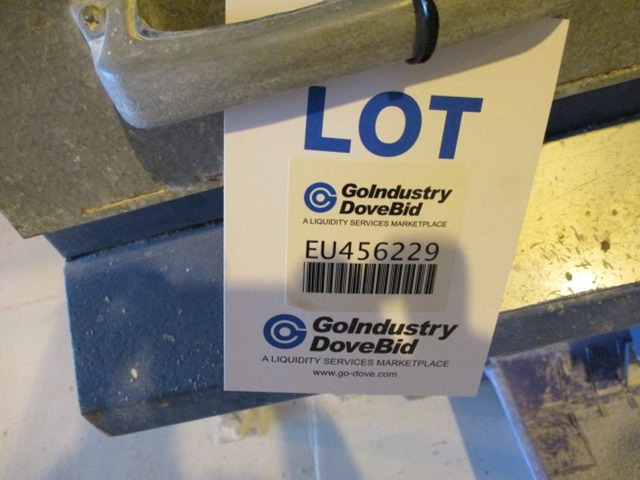 LOT
GoIndustry
DoveBid
A LIQUIDITY SERVICES MARKETPLACE
EU456229
GoIndustry
DoveBid
A LIQUIDITY SERVICES MARKETPLACE
www.go-dove.com